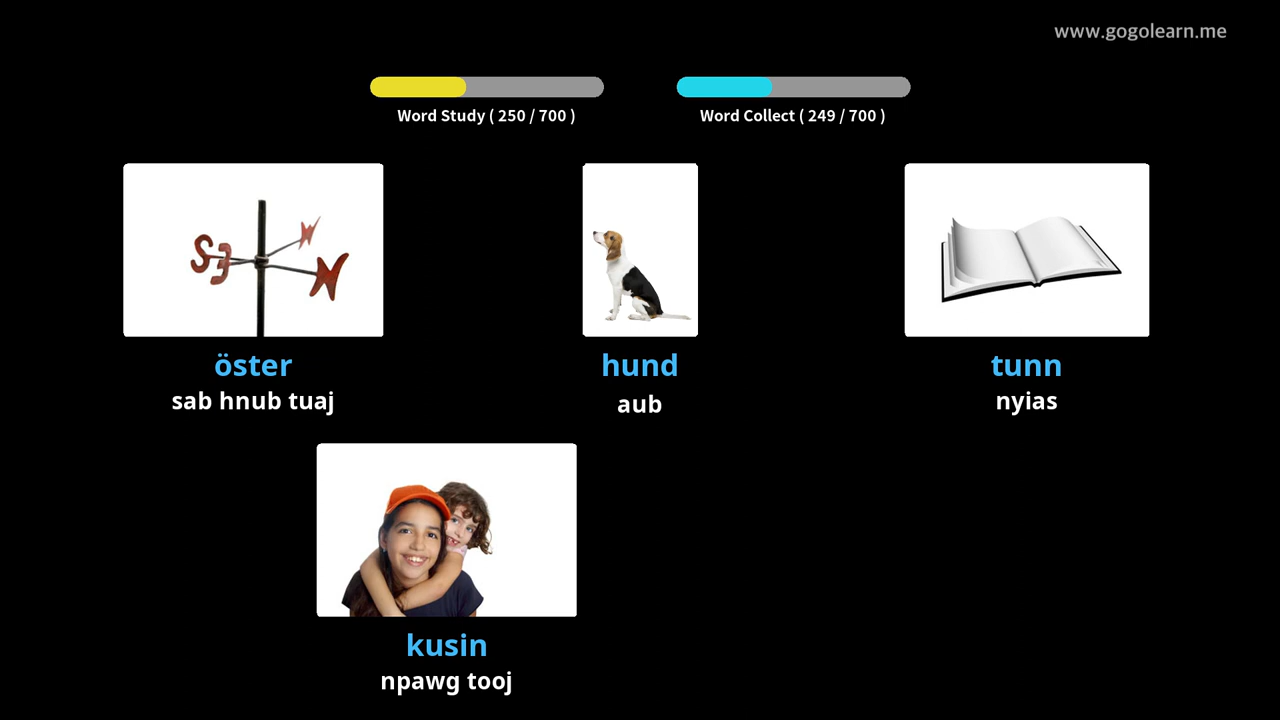 www.gogolearn.me
Word Study ( 250 / 700 )
Word Collect ( 249 / 700 )
S
E
N
öster
sab hnub tuaj
hund
aub
tunn
nyias
kusin
npawg tooj